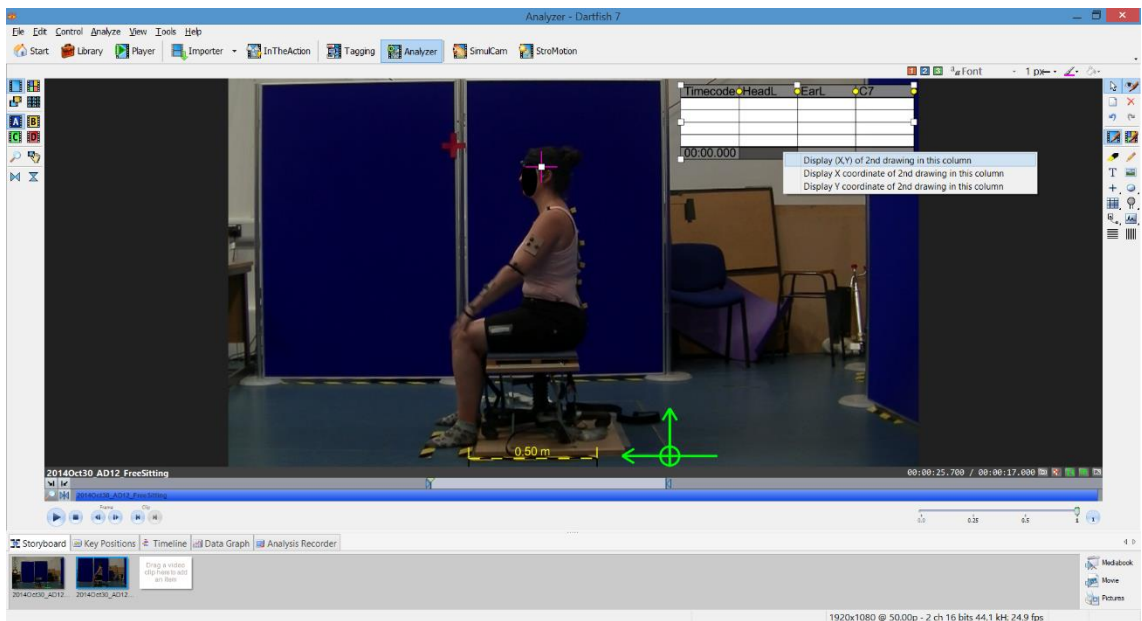 Analyzer - Dartfish 7
File Edit Control Analyze View Tools Help
Start Library Player Importer InTheAction Tagging Analyzer SimulCam StroMotion
1 2 3 Font 1 px
A B
C D
Timecode HeadL EarL C7
00:00.000
Display (X,Y) of 2nd drawing in this column
Display X coordinate of 2nd drawing in this column
Display Y coordinate of 2nd drawing in this column
T
0.50 m
2014Oct30_AD12_FreeSitting
00:00:25.700 / 00:00:17.000
2014Oct30_AD12_FreeSitting
Frame Clip
0.25 0.5 1
Storyboard Key Positions Timeline Data Graph Analysis Recorder
Drag a video
clip here to add
an item
2014Oct30_AD12... 2014Oct30_AD12...
Mediabook
Movie
Pictures
1920x1080 @ 50.00p - 2 ch 16 bits 44.1 kH; 24.9 fps